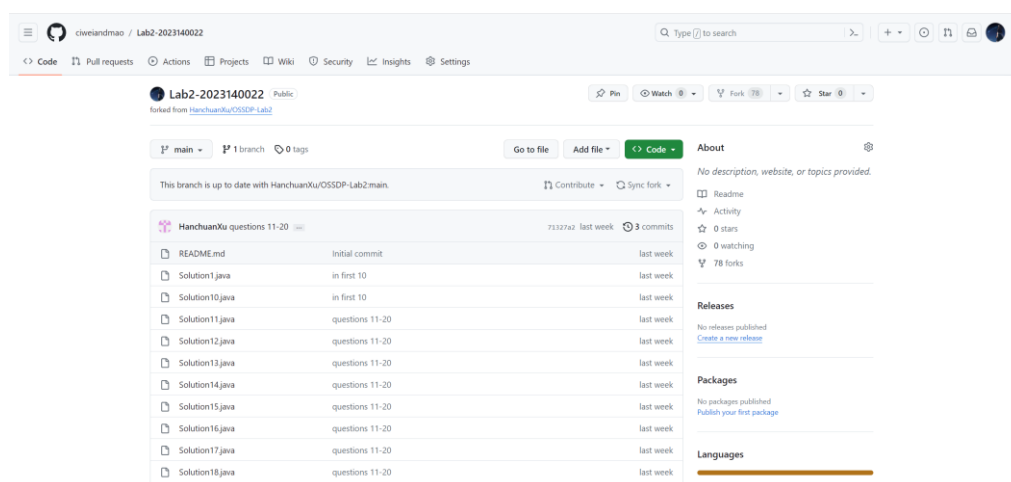 ciweiandmao / Lab2-2023140022
Type / to search
Code Pull requests Actions Projects Wiki Security Insights Settings
Lab2-2023140022 Public
forked from HanchuanXu/OSSDP-Lab2
Pin Watch 0 Fork 78 Star 0
main 1 branch 0 tags
Go to file Add file Code
This branch is up to date with HanchuanXu/OSSDP-Lab2:main.
Contribute Sync fork
HanchuanXu questions 11-20 ... 71327a2 last week 3 commits
README.md Initial commit last week
Solution1.java in first 10 last week
Solution10.java in first 10 last week
Solution11.java questions 11-20 last week
Solution12.java questions 11-20 last week
Solution13.java questions 11-20 last week
Solution14.java questions 11-20 last week
Solution15.java questions 11-20 last week
Solution16.java questions 11-20 last week
Solution17.java questions 11-20 last week
Solution18.java questions 11-20 last week
About
No description, website, or topics provided.
Readme
Activity
0 stars
0 watching
78 forks
Releases
No releases published
Create a new release
Packages
No packages published
Publish your first package
Languages